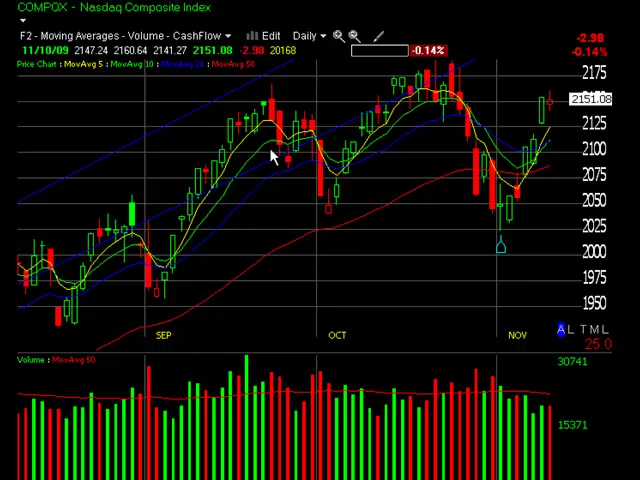 COMPQX - Nasdaq Composite Index
F2 - Moving Averages - Volume - CashFlow Edit Daily
11/10/09 2147.24 2160.64 2141.27 2151.08 -2.98 20168 -0.14%
-2.98
-0.14%
Price Chart : MovAvg 5 : MovAvg 10 : MovAvg 20 : MovAvg 50
2175
2151.08
2125
2100
2075
2050
2025
2000
1975
1950
SEP OCT NOV
A L T M L
25.0
Volume : MovAvg 50
30741
15371